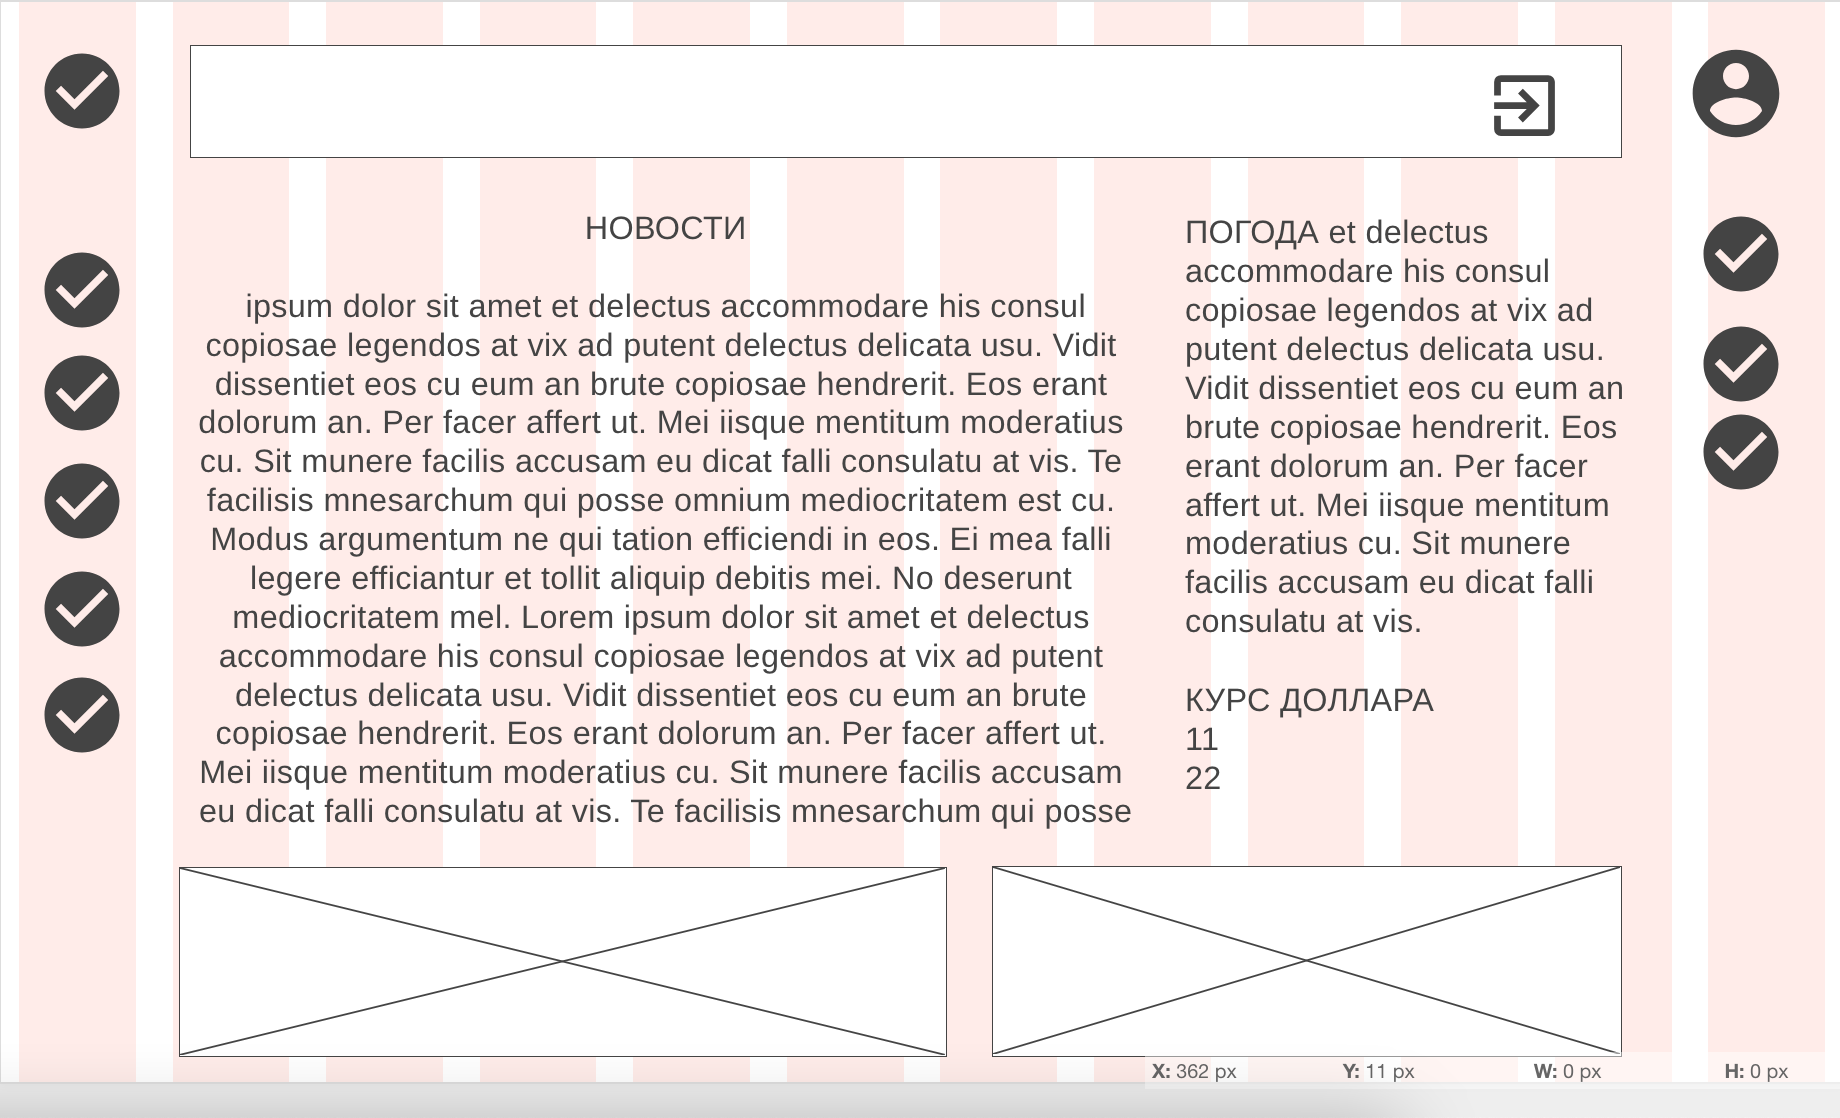 НОВОСТИ
ipsum dolor sit amet et delectus accommodare his consul
copiosae legendos at vix ad putent delectus delicata usu. Vidit
dissentiet eos cu eum an brute copiosae hendrerit. Eos erant
dolorum an. Per facer affert ut. Mei iisque mentitum moderatius
cu. Sit munere facilis accusam eu dicat falli consulatu at vis. Te
facilisis mnesarchum qui posse omnium mediocritatem est cu.
Modus argumentum ne qui tation efficiendi in eos. Ei mea falli
legere efficiantur et tollit aliquip debitis mei. No deserunt
mediocritatem mel. Lorem ipsum dolor sit amet et delectus
accommodare his consul copiosae legendos at vix ad putent
delectus delicata usu. Vidit dissentiet eos cu eum an brute
copiosae hendrerit. Eos erant dolorum an. Per facer affert ut.
Mei iisque mentitum moderatius cu. Sit munere facilis accusam
eu dicat falli consulatu at vis. Te facilisis mnesarchum qui posse
ПОГОДА et delectus
accommodare his consul
copiosae legendos at vix ad
putent delectus delicata usu.
Vidit dissentiet eos cu eum an
brute copiosae hendrerit. Eos
erant dolorum an. Per facer
affert ut. Mei iisque mentitum
moderatius cu. Sit munere
facilis accusam eu dicat falli
consulatu at vis.
КУРС ДОЛЛАРА
11
22
X: 362 px Y: 11 px W: 0 px H: 0 px